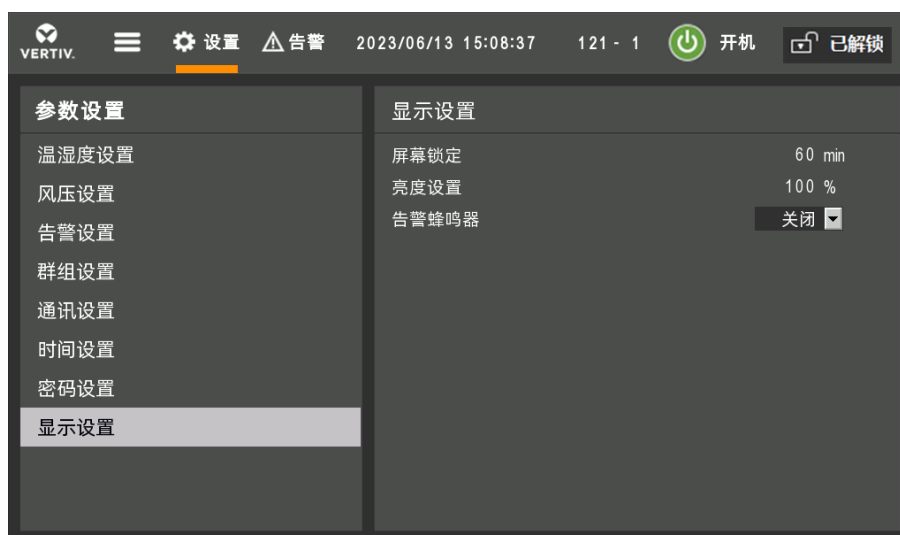 VERTIV. 设置 告警 2023/06/13 15:08:37 121 - 1 开机 已解锁
参数设置
温湿度设置
风压设置
告警设置
群组设置
通讯设置
时间设置
密码设置
显示设置
显示设置
屏幕锁定 60 min
亮度设置 100 %
告警蜂鸣器 关闭